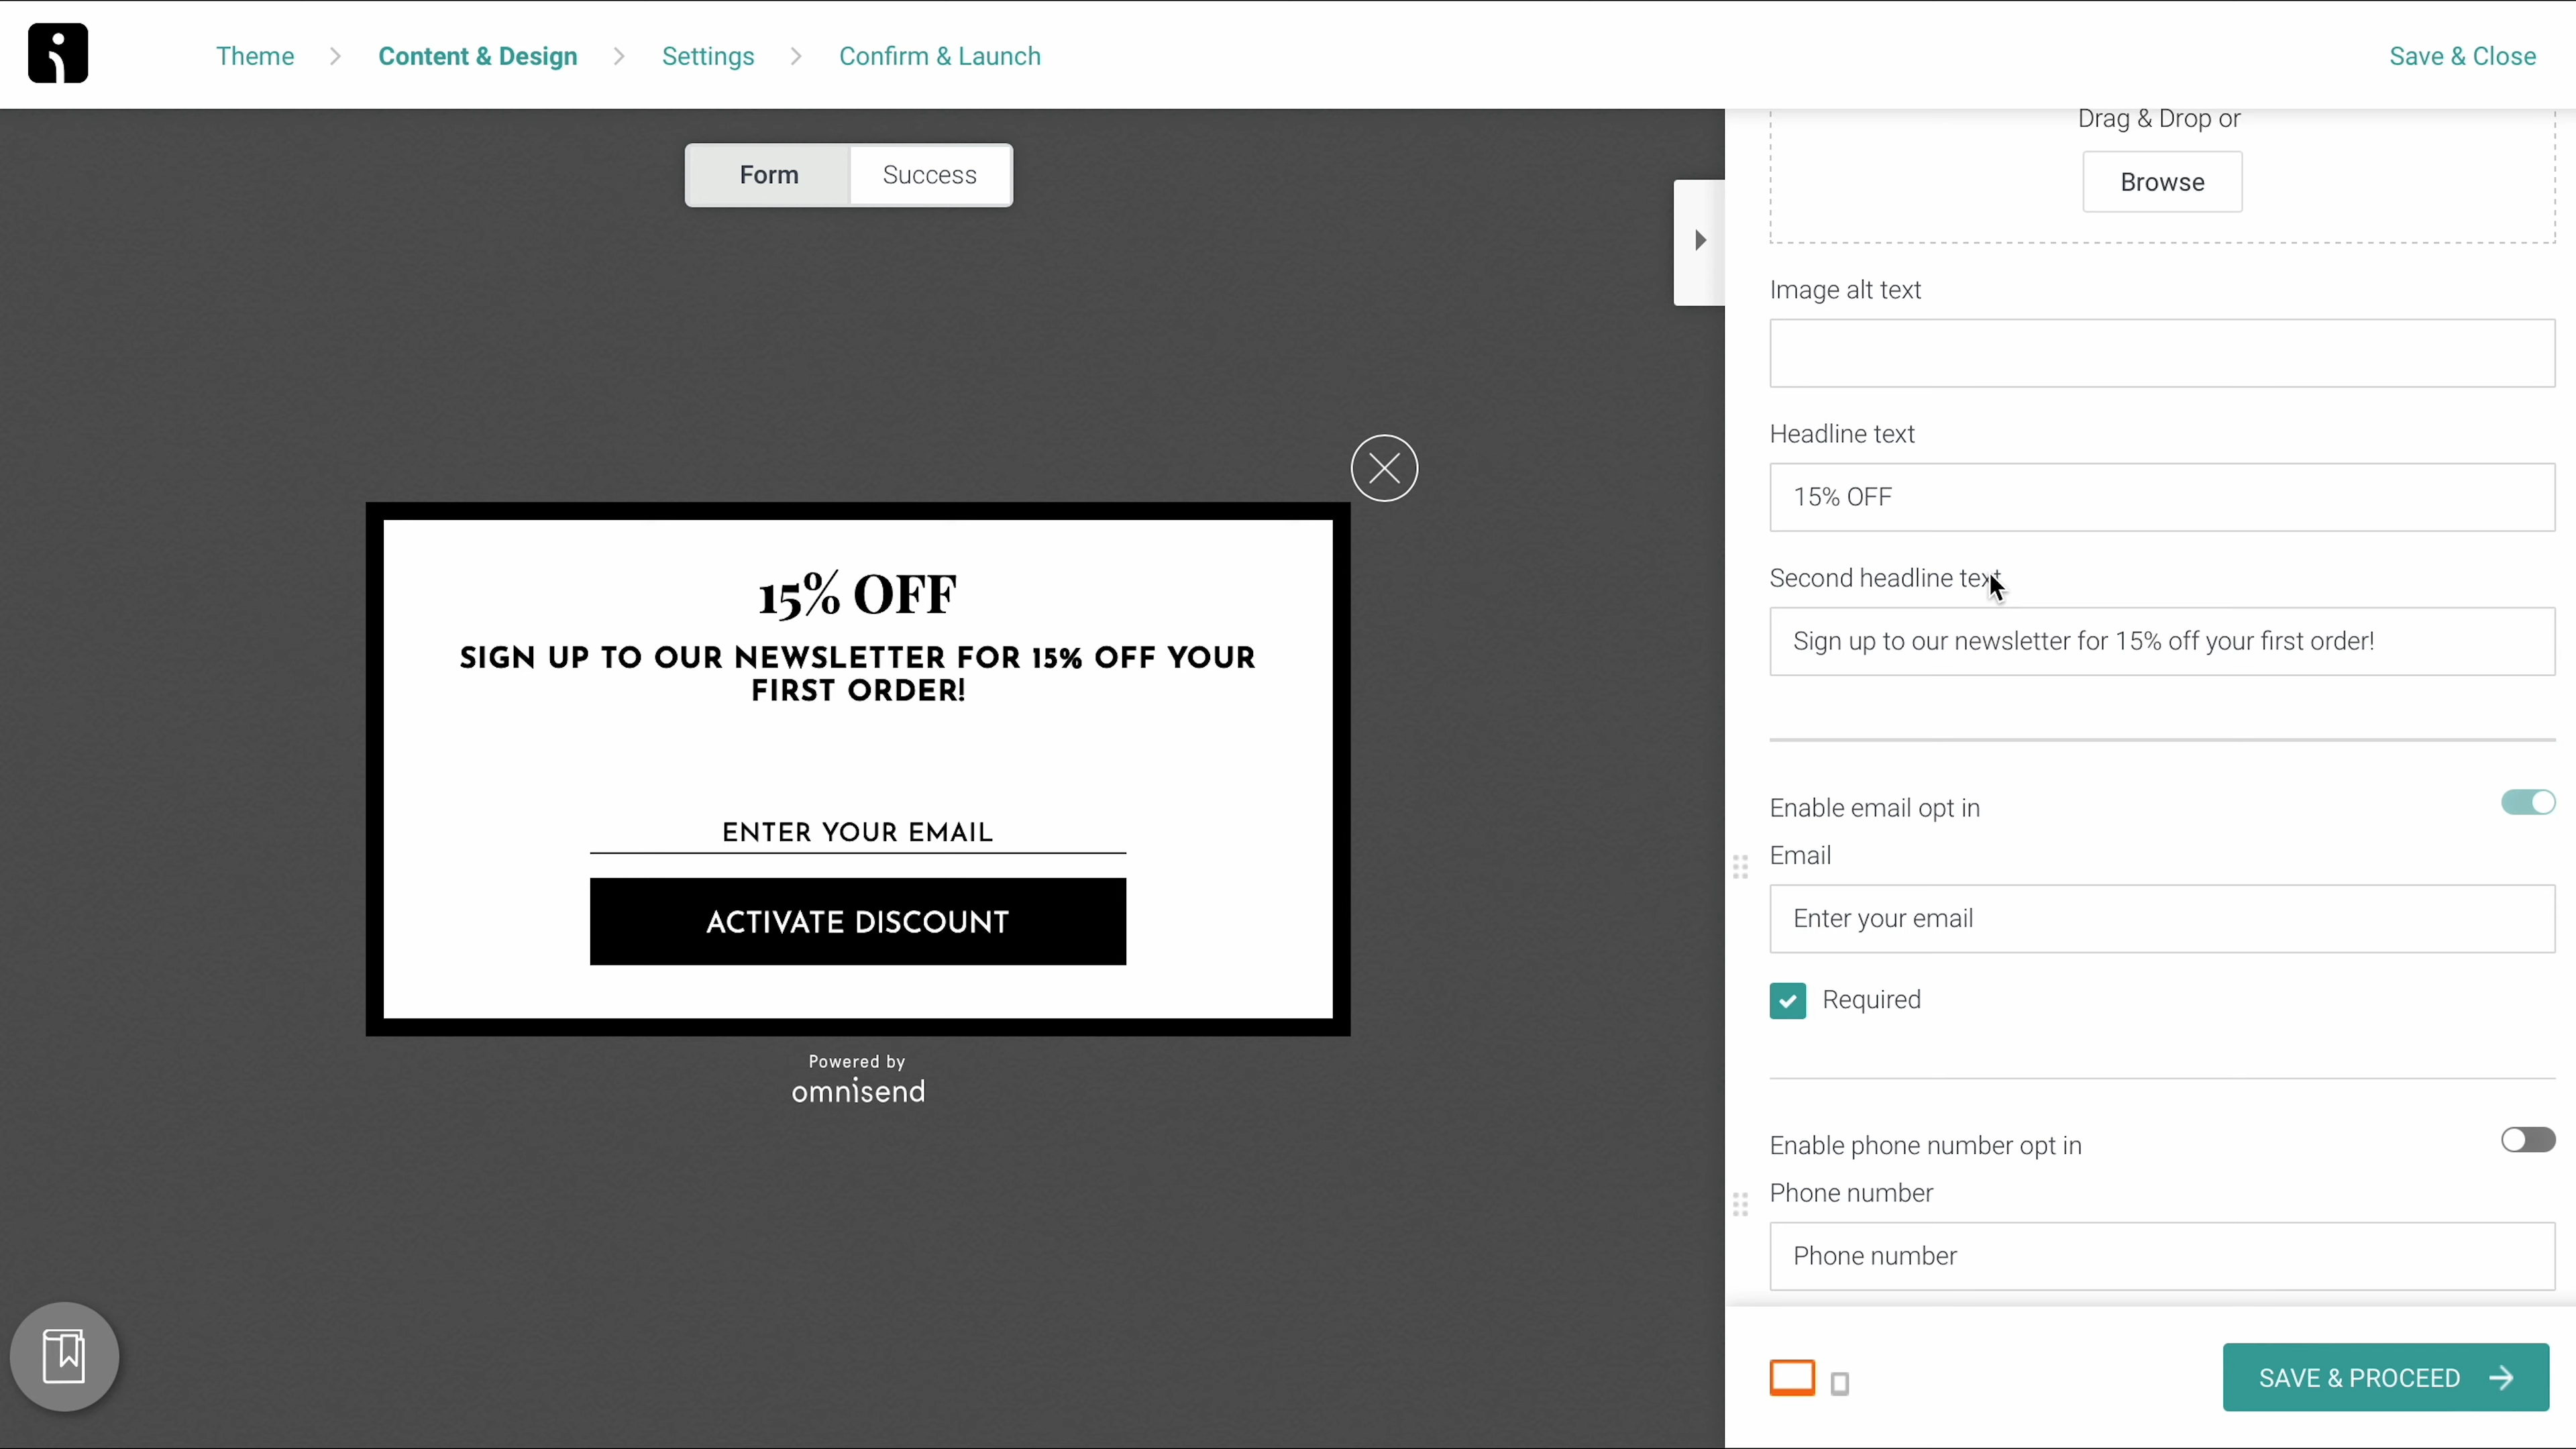 Theme
Content & Design
Settings
Confirm & Launch
Save & Close
Form
Success
15% OFF
SIGN UP TO OUR NEWSLETTER FOR 15% OFF YOUR
FIRST ORDER!
ENTER YOUR EMAIL
ACTIVATE DISCOUNT
Powered by
omnisend
Drag & Drop or
Browse
Image alt text
Headline text
15% OFF
Second headline text
Sign up to our newsletter for 15% off your first order!
Enable email opt in
Email
Enter your email
Required
Enable phone number opt in
Phone number
Phone number
SAVE & PROCEED